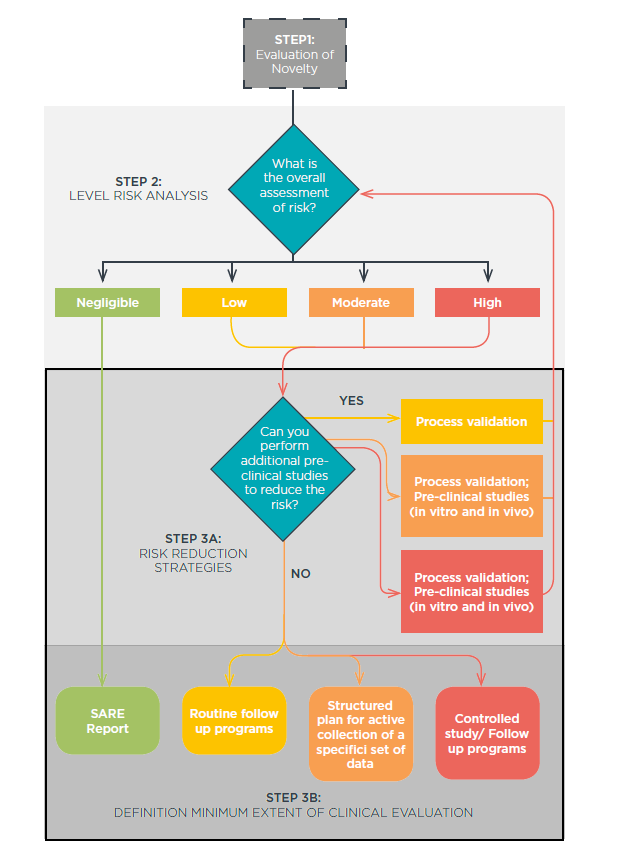 STEP1:
Evaluation of
Novelty
What is
the overall
assessment
of risk?
STEP 2:
LEVEL RISK ANALYSIS
Negligible
Low
Moderate
High
YES
Process validation
Can you
perform
additional pre-
clinical studies
to reduce the
risk?
Process validation;
Pre-clinical studies
(in vitro and in vivo)
STEP 3A:
RISK REDUCTION
STRATEGIES
NO
Process validation;
Pre-clinical studies
(in vitro and in vivo)
SARE
Report
Routine follow
up programs
Structured
plan for active
collection of a
specifici set of
data
Controlled
study/ Follow
up programs
STEP 3B:
DEFINITION MINIMUM EXTENT OF CLINICAL EVALUATION